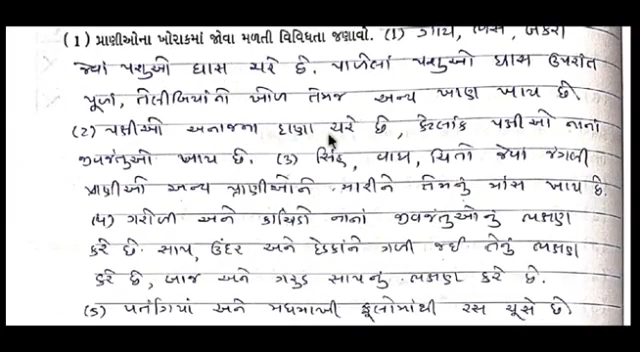 (1) પ્રાણીઓના ખોરાકમાં જોવા મળતી વિવિધતા જણાવો. (1) ગાય, ભેંસ, બકરી
જેવાં પશુઓ ઘાસ ચરે છે. પાળેલાં પશુઓ ઘાસ ઉપરાંત
પૂળા, તેલીબિયાંનો ખોળ તેમજ અન્ય ખાણ ખાય છે.
(2) પક્ષીઓ અનાજના દાણા ચરે છે, કેટલાંક પક્ષીઓ નાનાં
જીવજંતુઓ ખાય છે. (3) સિંહ, વાઘ, ચિત્તો જેવાં જંગલી
પ્રાણીઓ અન્ય પ્રાણીઓને મારીને તેમનું માંસ ખાય છે.
(4) ગરોળી અને કાચિંડો નાનાં જીવજંતુઓનું ભક્ષણ
કરે છે. સાપ, ઉંદર અને દેડકાંને ગળી જઈ તેનું ભક્ષણ
કરે છે, બાજ અને ગરુડ સાપનું ભક્ષણ કરે છે.
(5) પતંગિયાં અને મધમાખી ફૂલોમાંથી રસ ચૂસે છે.